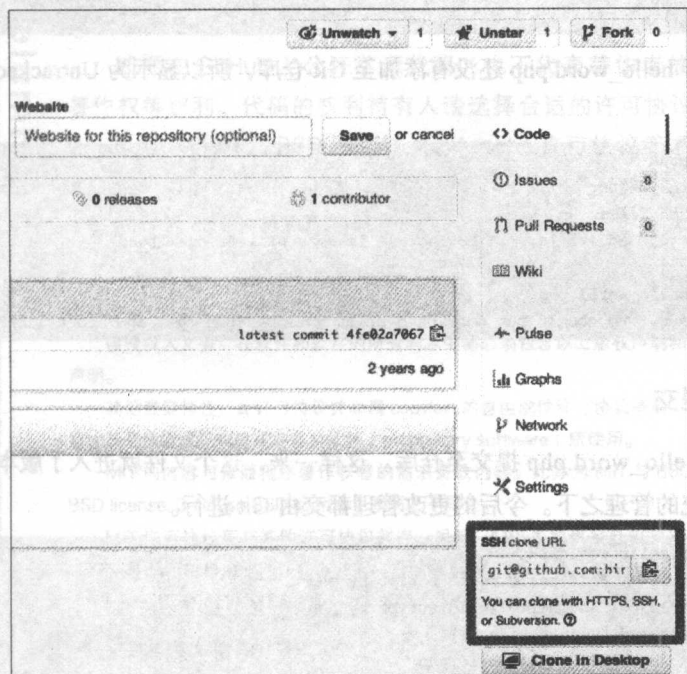 Unwatch 1 Unstar 1 Fork 0
Website
Website for this repository (optional) Save or cancel
<> Code
Issues 0
0 releases 1 contributor
Pull Requests 0
Wiki
latest commit 4fe02a7067
Pulse
2 years ago
Graphs
Network
Settings
SSH clone URL
git@github.com:hir
You can clone with HTTPS, SSH,
or Subversion.
Clone in Desktop